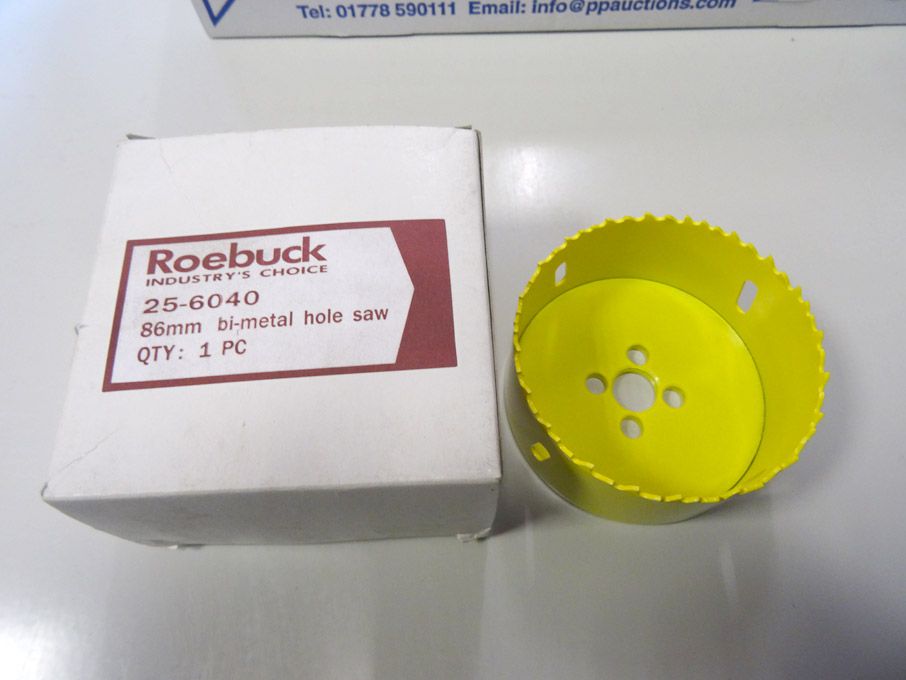 Tel: 01778 590111 Email: info@ppauctions.com
Roebuck
INDUSTRY'S CHOICE
25-6040
86mm bi-metal hole saw
QTY: 1 PC